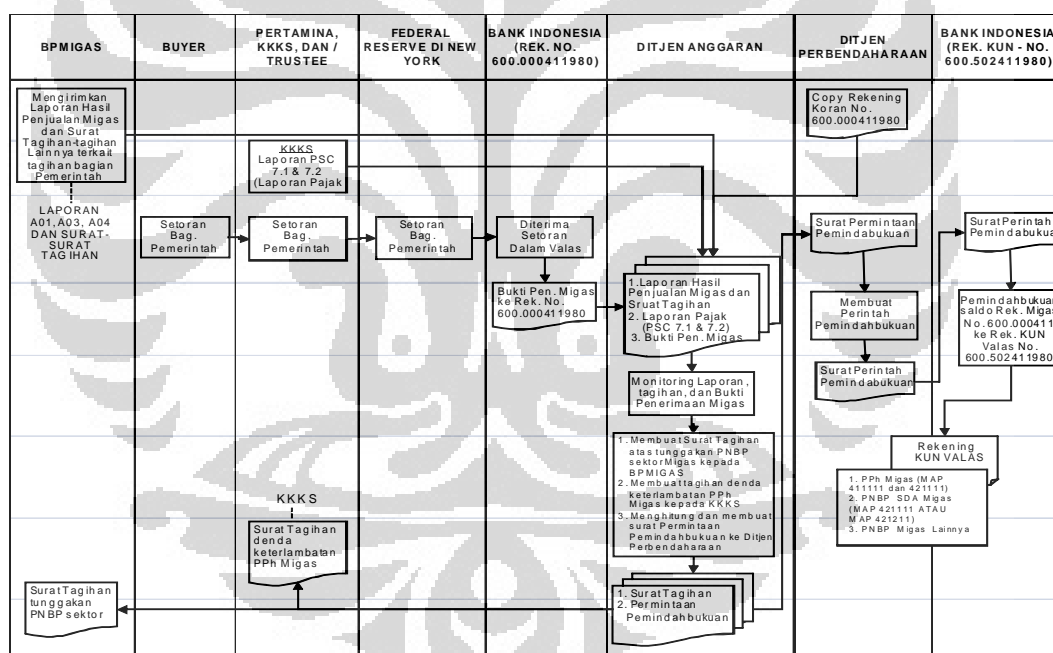 BPMIGAS
BUYER
PERTAMINA,
KKKS, DAN /
TRUSTEE
FEDERAL
RESERVE DI NEW
YORK
BANK INDONESIA
(REK. NO.
600.000411980)
DITJEN ANGGARAN
DITJEN
PERBENDAHARAAN
BANK INDONESIA
(REK. KUN - NO.
600.502411980)
Mengirimkan
Laporan Hasil
Penjualan Migas
dan Surat
Tagihan-tagihan
Lainnya terkait
tagihan bagian
Pemerintah
LAPORAN
A01,A03, A04
DAN SURAT-
SURAT
TAGIHAN
KKKS
Laporan PSC
7.1 & 7.2
(Laporan Pajak
Copy Rekening
Koran No.
600.000411980
Setoran
Bag.
Pemerintah
Setoran
Bag.
Pemerintah
Setoran
Bag.
Pemerintah
Diterima
Setoran
Dalam Valas
Bukti Pen. Migas
ke Rek. No.
600.000411980
1.Laporan Hasil
Penjualan Migas dan
Sruat Tagihan
2. Laporan Pajak
(PSC 7.1 & 7.2)
3. Bukti Pen. Migas
Monitoring Laporan,
tagihan, dan Bukti
Penerimaan Migas
1. Membuat Surat Tagihan
atas tunggakan PNBP
sektor Migas kepada
BPMIGAS
2. Membuat tagihan denda
keterlambatan PPh
Migas kepada KKKS
3. Menghitung dan membuat
surat Permintaan
Pemindahbukuan ke Ditjen
Perbendaharaan
1. Surat Tagihan
2. Permintaan
Pemindahbukuan
Surat Permintaan
Pemindabukuan
Membuat
Perintah
Pemindahbukuan
Surat Perintah
Pemindabukuan
Surat Perintah
Pemindabukua
Pemindahbukua
saldo Rek. Migas
No. 600.000411
ke Rek. KUN
Valas No.
600.502411980
Rekening
KUN VALAS
1. PPh Migas (MAP
411111 dan 421111)
2. PNBP SDA Migas
(MAP 421111 ATAU
MAP 421211)
3. PNBP Migas Lainnya
KKKS
Surat Tagihan
denda
keterlambatan
PPh Migas
Surat Tagihan
tunggakan
PNBP sektor